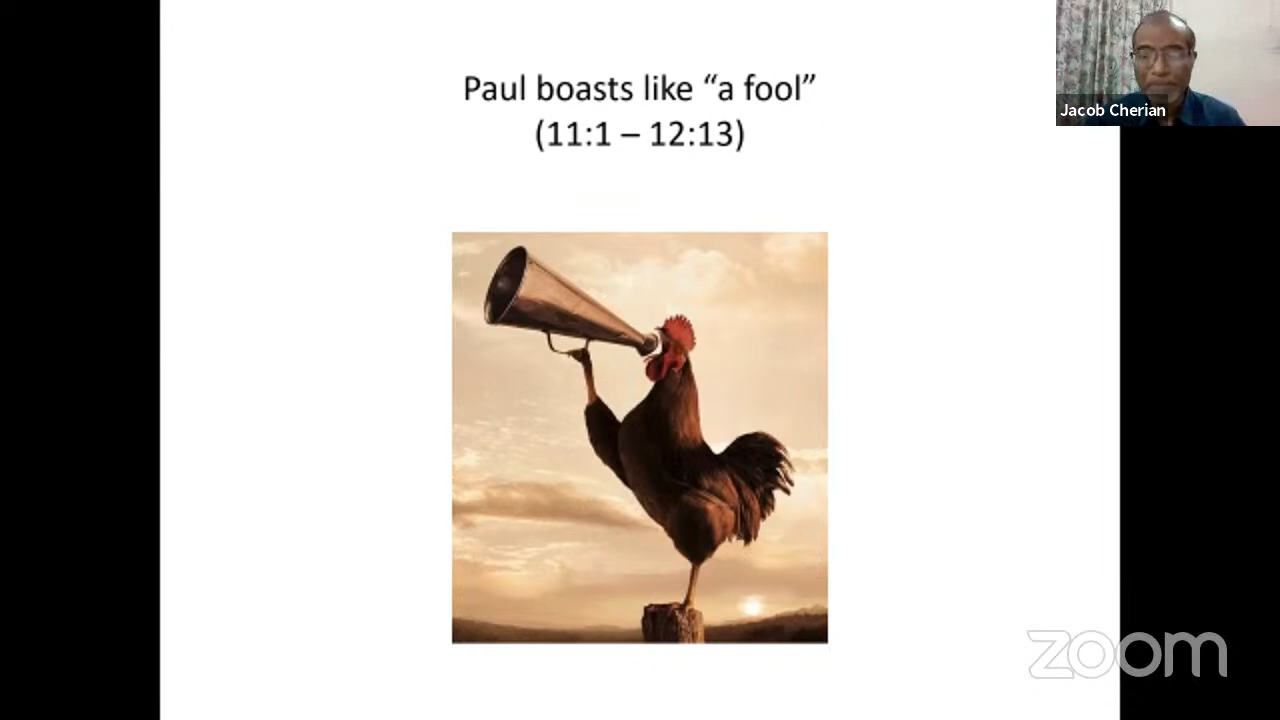 Paul boasts like “a fool”
(11:1 – 12:13)
Jacob Cherian
zoom